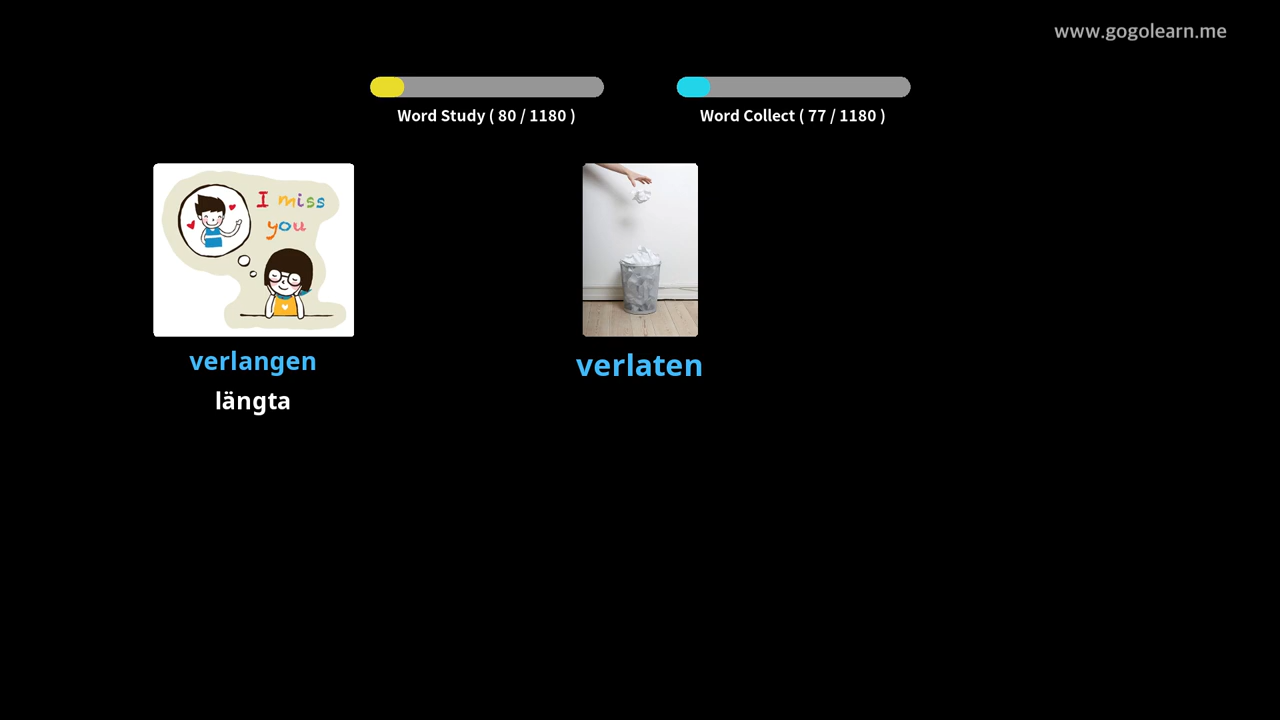 www.gogolearn.me
Word Study ( 80 / 1180 )
Word Collect ( 77 / 1180 )
I miss
you
verlangen
längta
verlaten